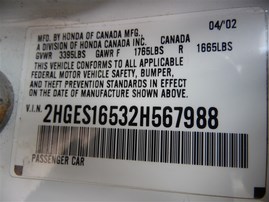 MFD BY HONDA OF CANADA MFG. 04/02
A DIVISION OF HONDA CANADA INC. CANADA
GVWR 3395LBS GAWR F 1765LBS R 1665LBS
THIS VEHICLE CONFORMS TO ALL APPLICABLE
FEDERAL MOTOR VEHICLE SAFETY, BUMPER,
AND THEFT PREVENTION STANDARDS IN EFFECT
ON THE DATE OF MANUFACTURE SHOWN ABOVE.
V.I.N. 2HGES16532H567988
PASSENGER CAR